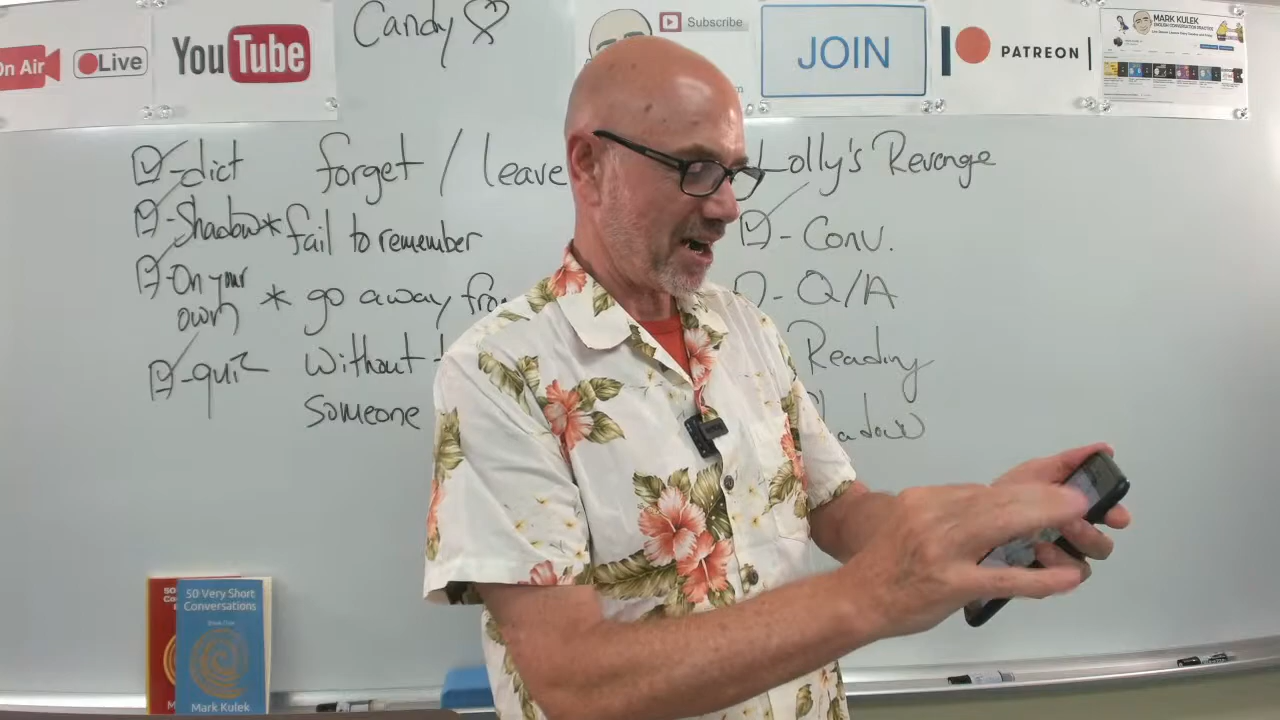 On Air
Live
YouTube
Candy
Subscribe
JOIN
PATREON
MARK KULEK
-dict
-Shadow
-On your
own
-quiz
forget / leave
* fail to remember
* go away
without
someone
Lolly's Revenge
-Conv.
- Q/A
Reading
50 Very Short
Conversations
Mark Kulek